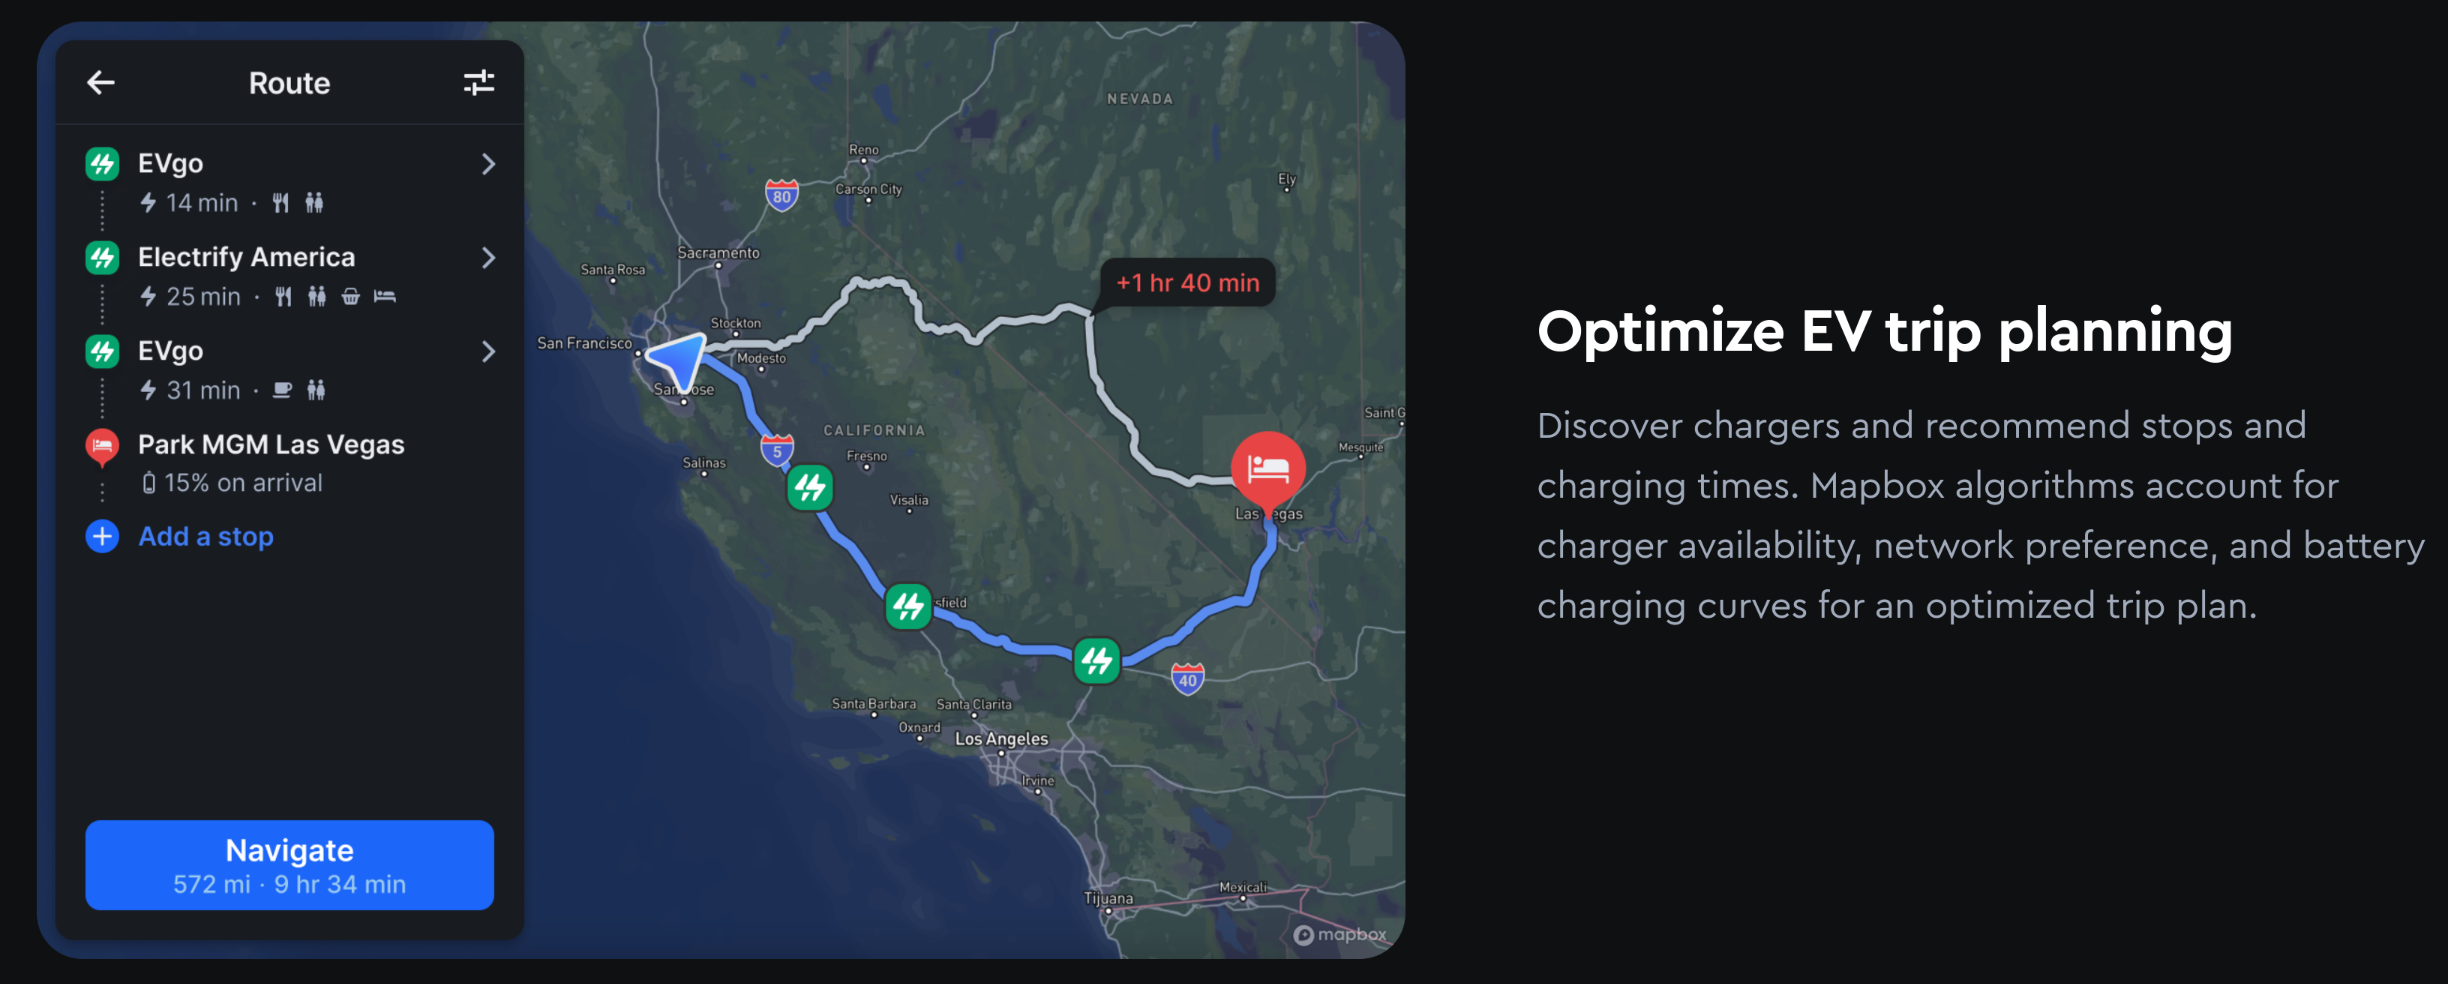 Route
EVgo
14 min ·
Electrify America
25 min ·
EVgo
31 min ·
Park MGM Las Vegas
15% on arrival
Add a stop
Navigate
572 mi · 9 hr 34 min
NEVADA
Reno
Ely
Carson City
80
Sacramento
Santa Rosa
+1 hr 40 min
Stockton
San Francisco
Modesto
Saint G
CALIFORNIA
Mesquite
5
Fresno
Salinas
Visalia
sfield
40
Santa Barbara
Santa Clarita
Oxnard
Los Angeles
Irvine
Mexicali
Tijuana
mapbox
Optimize EV trip planning
Discover chargers and recommend stops and
charging times. Mapbox algorithms account for
charger availability, network preference, and battery
charging curves for an optimized trip plan.